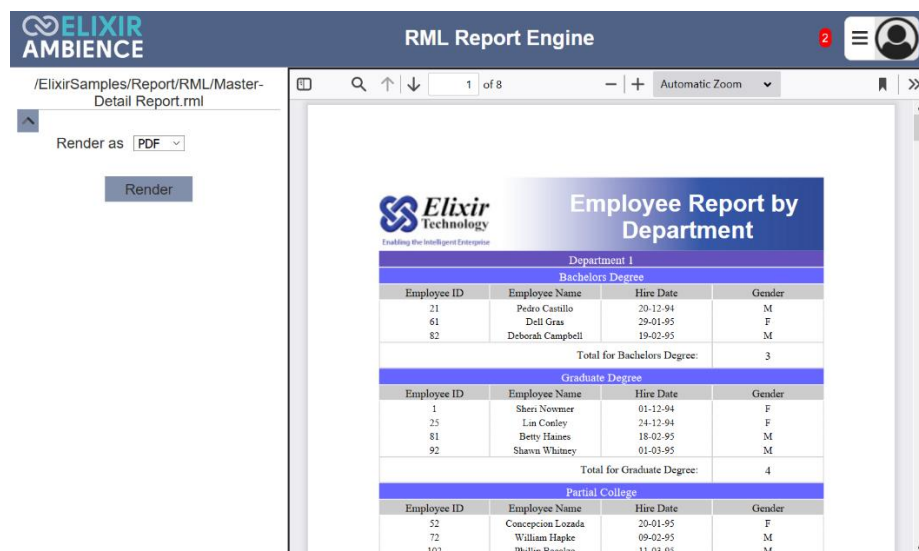 ELIXIR
AMBIENCE
RML Report Engine
2
/ElixirSamples/Report/RML/Master-
Detail Report.rml
Render as PDF
Render
1 of 8
Automatic Zoom
Elixir
Technology
Enabling the Intelligent Enterprise
Employee Report by
Department
Department 1
Bachelors Degree
Employee ID Employee Name Hire Date Gender
21 Pedro Castillo 20-12-94 M
61 Dell Gras 29-01-95 F
82 Deborah Campbell 19-02-95 M
Total for Bachelors Degree: 3
Graduate Degree
Employee ID Employee Name Hire Date Gender
1 Sheri Nowmer 01-12-94 F
25 Lin Conley 24-12-94 F
81 Betty Haines 18-02-95 M
92 Shawn Whitney 01-03-95 M
Total for Graduate Degree: 4
Partial College
Employee ID Employee Name Hire Date Gender
52 Concepcion Lozada 20-01-95 F
72 William Hapke 09-02-95 M
11-03-95 M